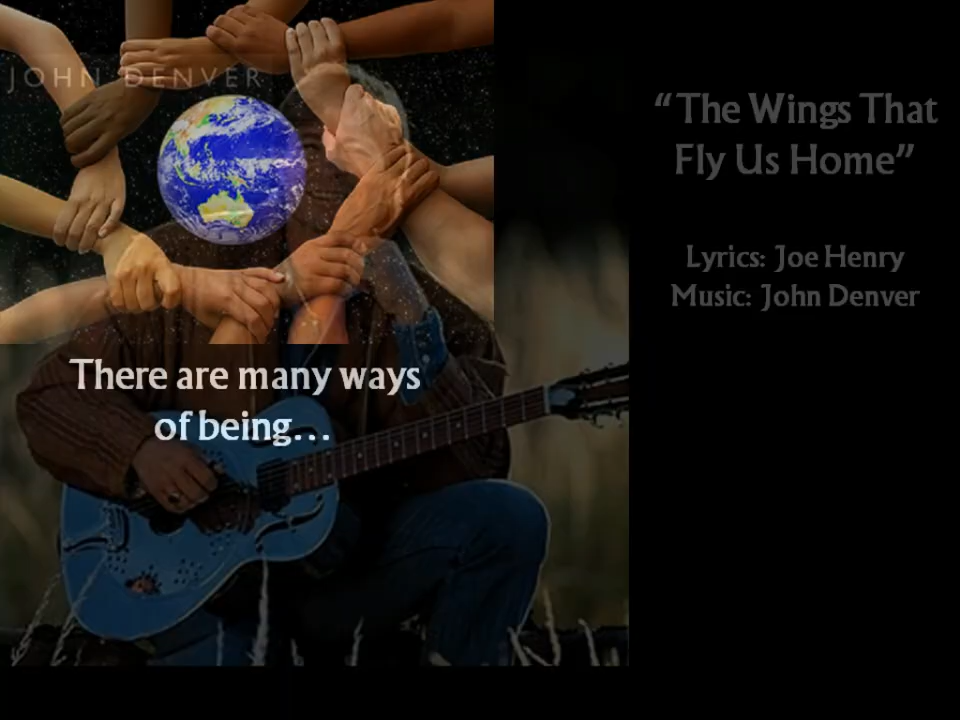 JOHN DENVER
“The Wings That
Fly Us Home”
Lyrics: Joe Henry
Music: John Denver
There are many ways
of being...